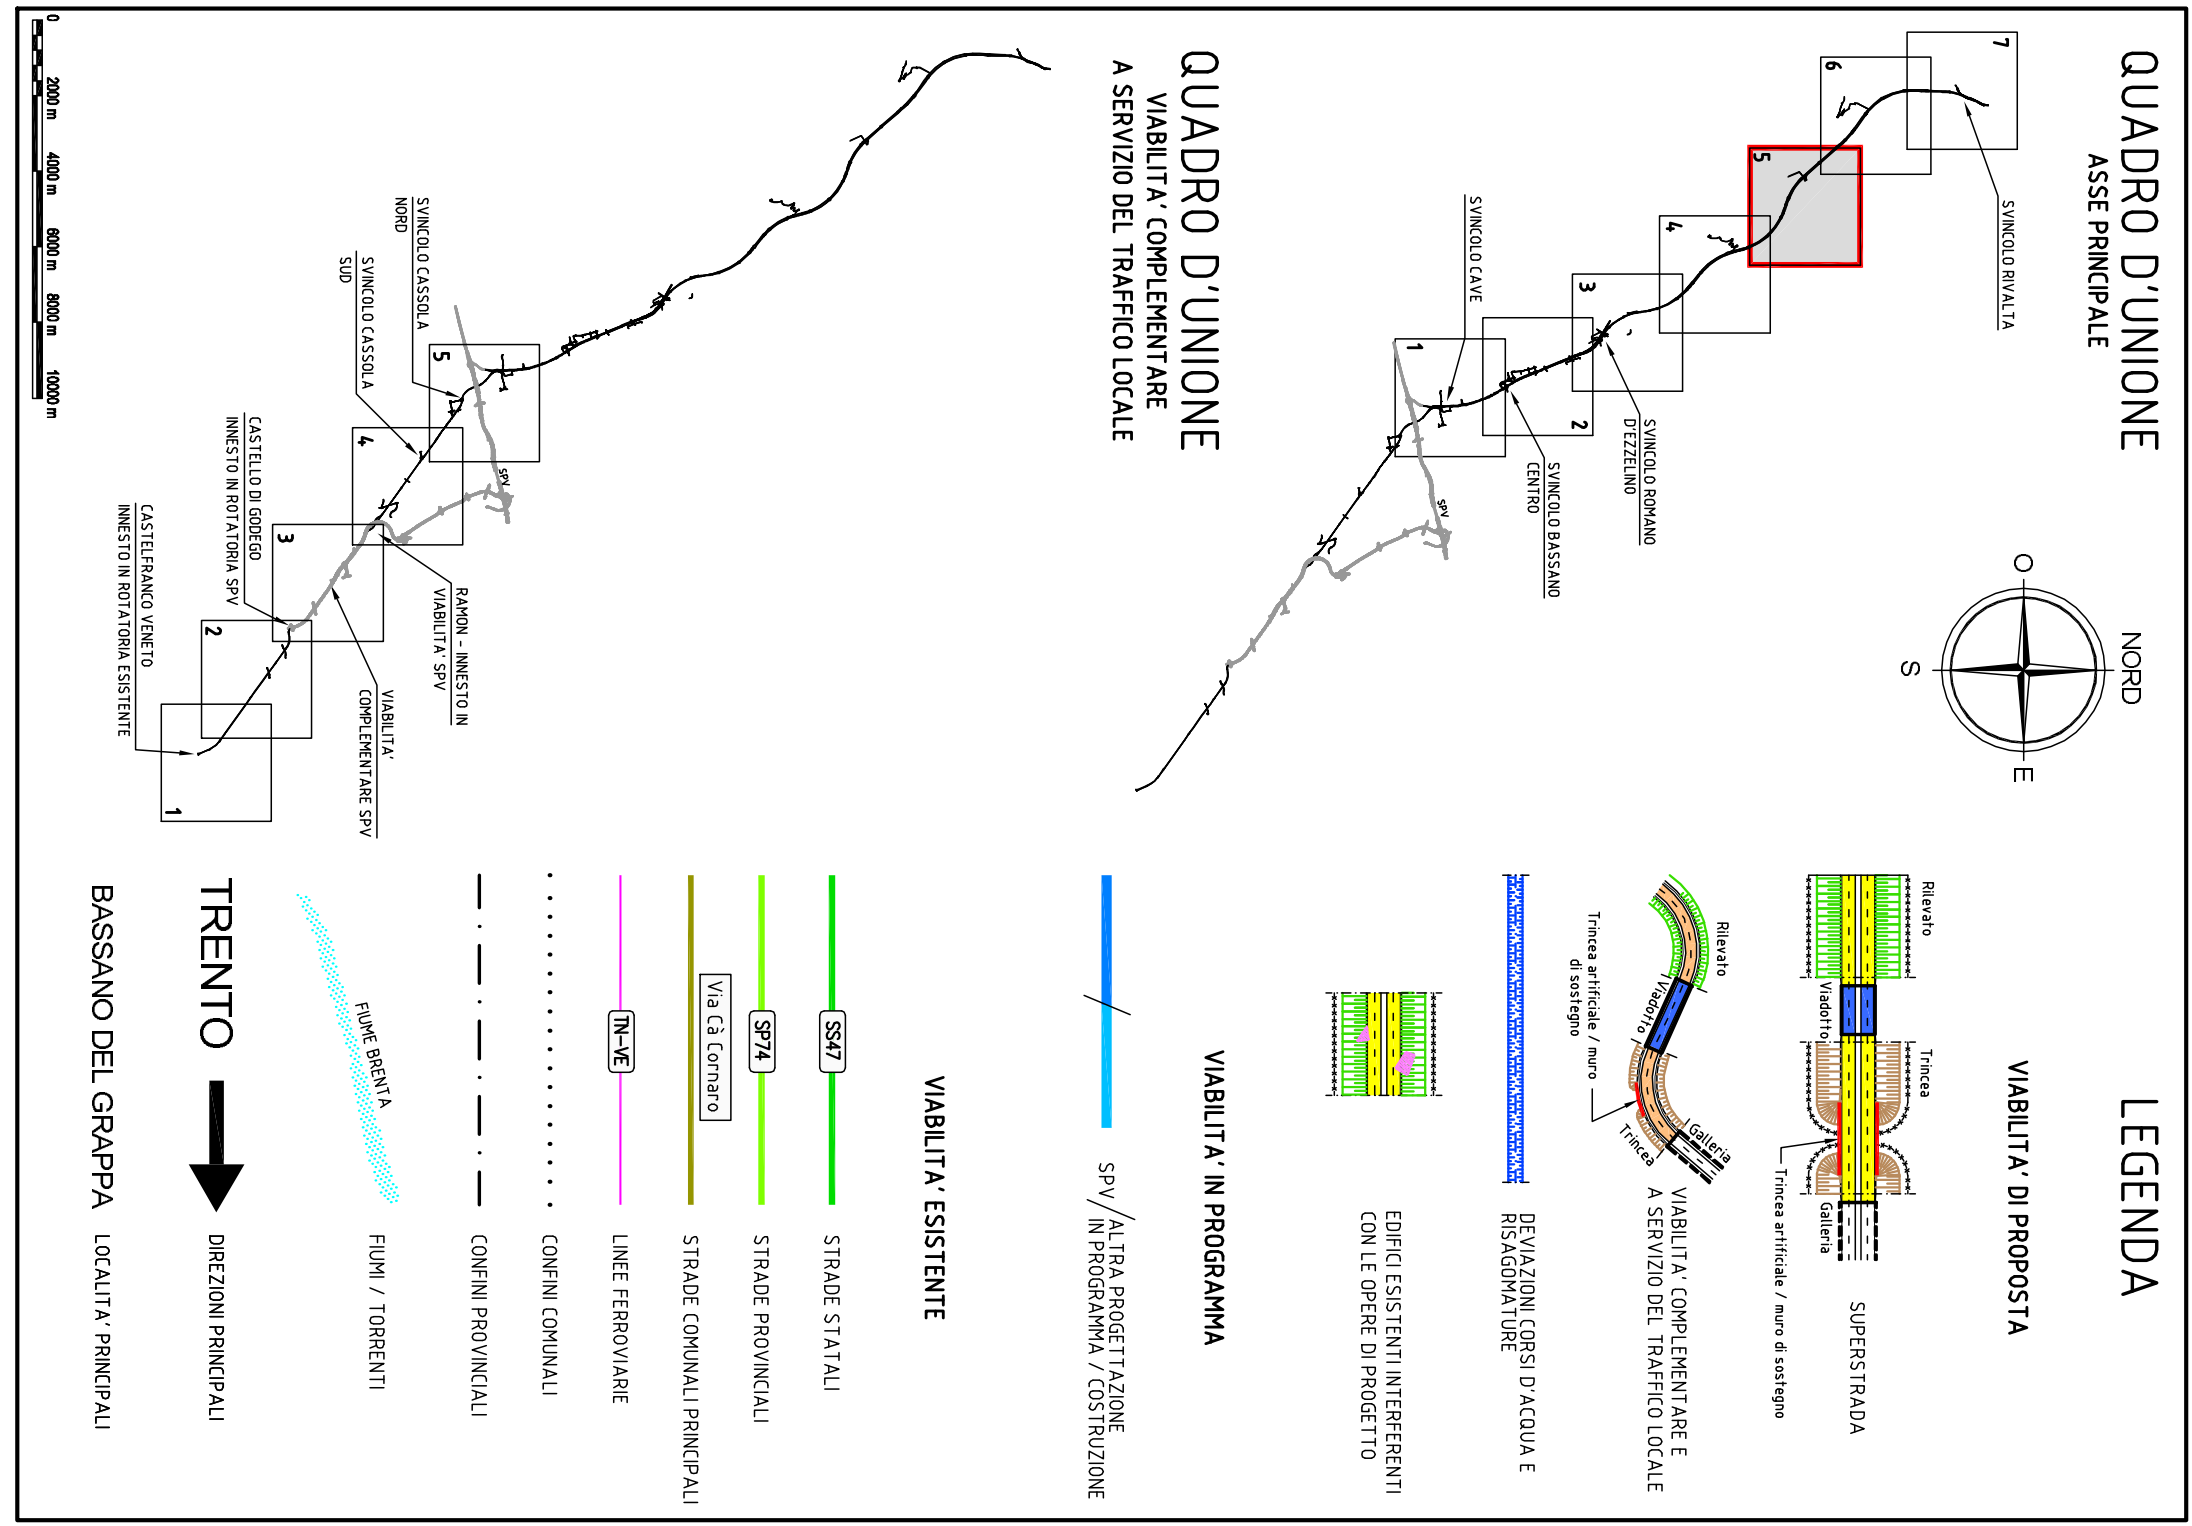 QUADRO D'UNIONE
ASSE PRINCIPALE
7
6
5
4
3
2
1
SVINCOLO RIVALTA
SVINCOLO CAVE
SVINCOLO ROMANO
D'EZZELINO
SVINCOLO BASSANO
CENTRO
SPV
NORD
O
S
E
QUADRO D'UNIONE
VIABILITA' COMPLEMENTARE
A SERVIZIO DEL TRAFFICO LOCALE
SVINCOLO CASSOLA
NORD
SVINCOLO CASSOLA
SUD
CASTELLO DI GODEGO
INNESTO IN ROTATORIA SPV
CASTELFRANCO VENETO
INNESTO IN ROTATORIA ESISTENTE
5
4
3
2
1
SPV
RAMON - INNESTO IN
VIABILITA' SPV
VIABILITA'
COMPLEMENTARE SPV
0
2000 m
4000 m
6000 m
8000 m
10000 m
LEGENDA
VIABILITA' DI PROPOSTA
Rilevato
Viadotto
Trincea
Galleria
Trincea artificiale / muro di sostegno
SUPERSTRADA
Rilevato
Viadotto
Trincea artificiale / muro
di sostegno
Trincea
Galleria
VIABILITA' COMPLEMENTARE E
A SERVIZIO DEL TRAFFICO LOCALE
DEVIAZIONI CORSI D'ACQUA E
RISAGOMATURE
EDIFICI ESISTENTI INTERFERENTI
CON LE OPERE DI PROGETTO
VIABILITA' IN PROGRAMMA
SPV / ALTRA PROGETTAZIONE
IN PROGRAMMA / COSTRUZIONE
VIABILITA' ESISTENTE
SS47
STRADE STATALI
SP74
STRADE PROVINCIALI
Via Cà Cornaro
STRADE COMUNALI PRINCIPALI
TN-VE
LINEE FERROVIARIE
CONFINI COMUNALI
CONFINI PROVINCIALI
FIUME BRENTA
FIUMI / TORRENTI
TRENTO
DIREZIONI PRINCIPALI
BASSANO DEL GRAPPA
LOCALITA' PRINCIPALI